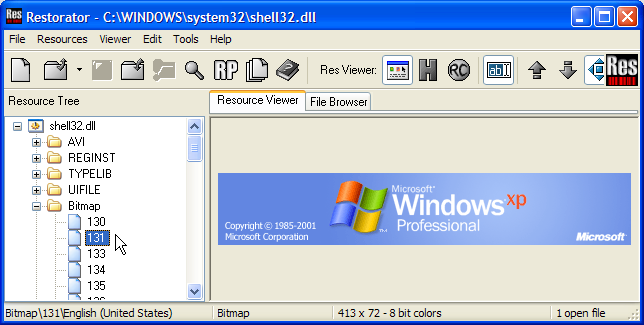 Restorator - C:\WINDOWS\system32\shell32.dll
Res
File Resources Viewer Edit Tools Help
RP
Res Viewer:
H
RC
ab
Res
Resource Tree
Resource Viewer
File Browser
shell32.dll
AVI
REGINST
TYPELIB
UIFILE
Bitmap
130
131
133
134
135
136
Microsoft®
Windows xp
Professional
Copyright © 1985-2001
Microsoft Corporation
Microsoft
Bitmap\131\English (United States)
Bitmap
413 x 72 - 8 bit colors
1 open file